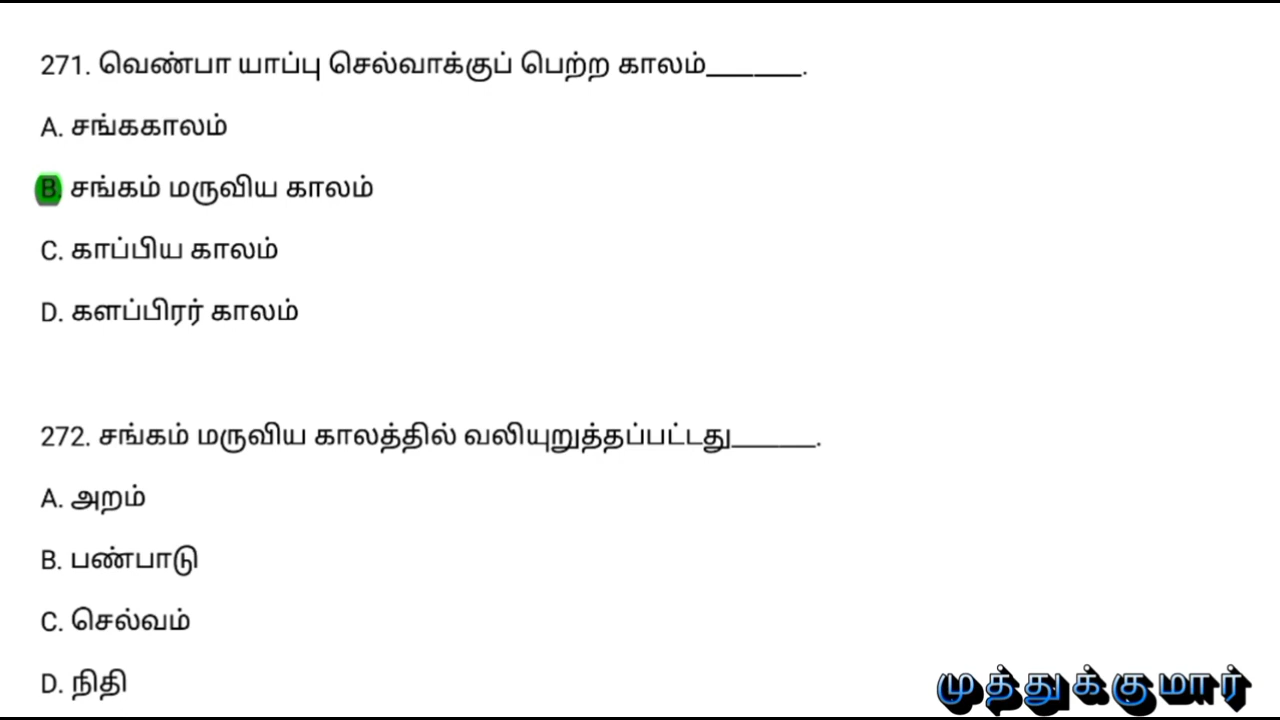 271. வெண்பா யாப்பு செல்வாக்குப் பெற்ற காலம்______.
A. சங்ககாலம்
B. சங்கம் மருவிய காலம்
C. காப்பிய காலம்
D. களப்பிரர் காலம்
272. சங்கம் மருவிய காலத்தில் வலியுறுத்தப்பட்டது______.
A. அறம்
B. பண்பாடு
C. செல்வம்
D. நிதி
முத்துக்குமார்